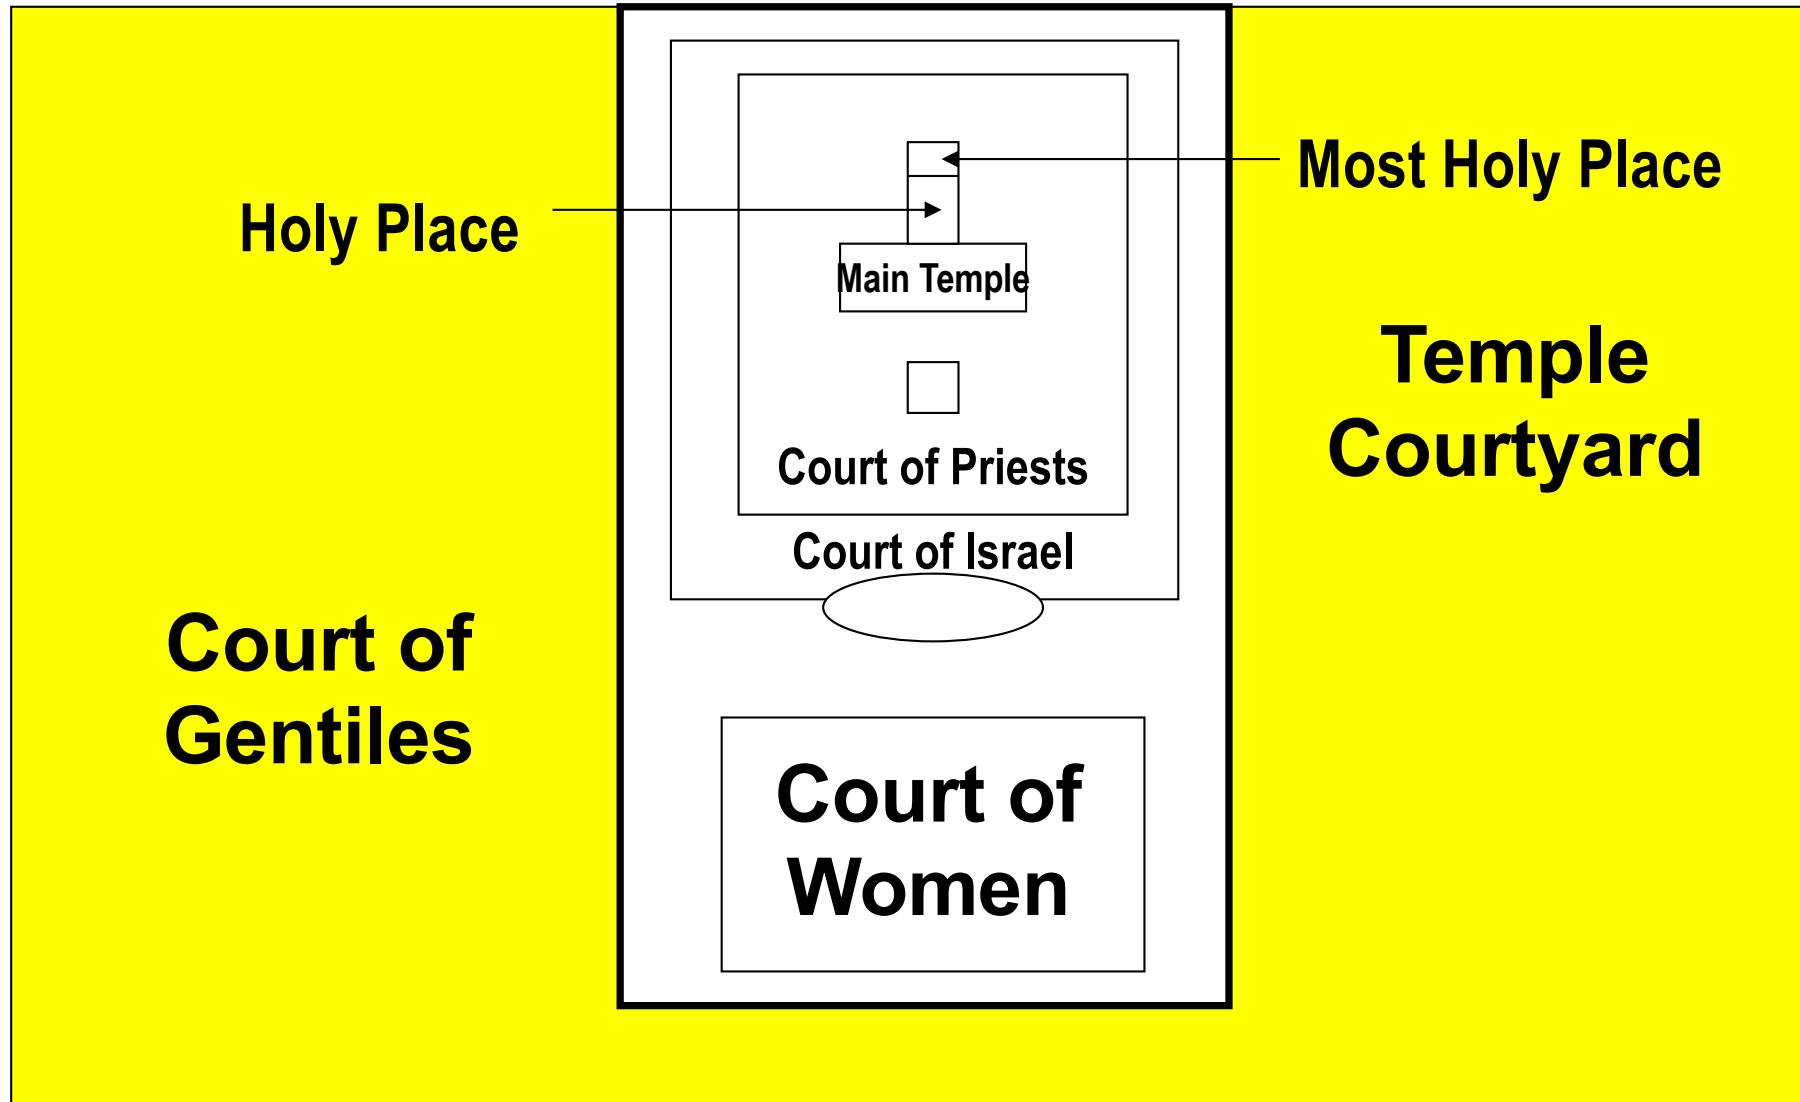 Most Holy Place
Holy Place
Main Temple
Temple
Courtyard
Court of Priests
Court of Israel
Court of
Gentiles
Court of
Women